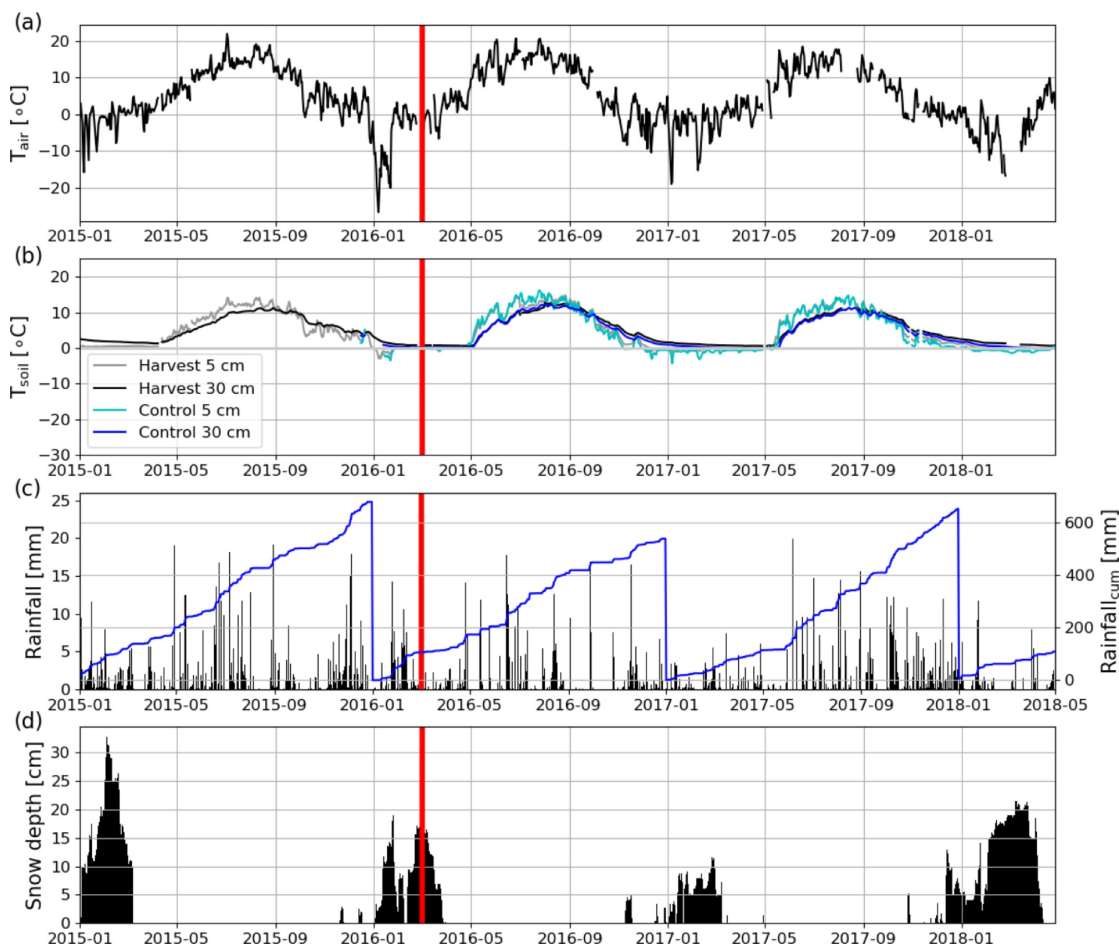 (a)
T_air [∘C]
20
10
0
−10
−20
2015-01 2015-05 2015-09 2016-01 2016-05 2016-09 2017-01 2017-05 2017-09 2018-01
(b)
T_soil [∘C]
20
10
0
−10
−20
−30
Harvest 5 cm
Harvest 30 cm
Control 5 cm
Control 30 cm
2015-01 2015-05 2015-09 2016-01 2016-05 2016-09 2017-01 2017-05 2017-09 2018-01
(c)
Rainfall [mm]
25
20
15
10
5
0
600
400
200
0
Rainfall_cum [mm]
2015-01 2015-05 2015-09 2016-01 2016-05 2016-09 2017-01 2017-05 2017-09 2018-01 2018-05
(d)
Snow depth [cm]
30
25
20
15
10
5
0
2015-01 2015-05 2015-09 2016-01 2016-05 2016-09 2017-01 2017-05 2017-09 2018-01